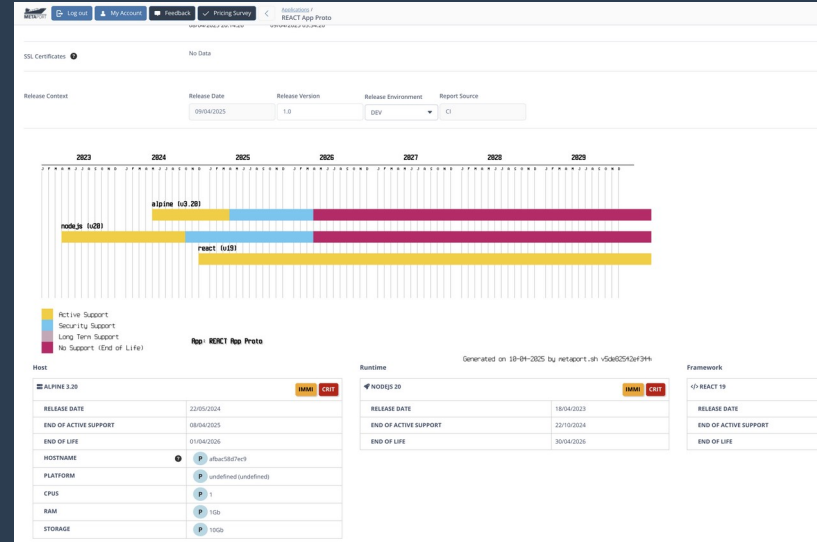 METAPORT
Log out
My Account
Feedback
Pricing Survey
Applications /
REACT App Proto
SSL Certificates
No Data
Release Context
Release Date
Release Version
Release Environment
Report Source
09/04/2025
1.0
DEV
CI
2023 2024 2025 2026 2027 2028 2029
J F M A M J J A S O N D J F M A M J J A S O N D J F M A M J J A S O N D J F M A M J J A S O N D J F M A M J J A S O N D J F M A M J J A S O N D J F M A M J J A S O N D
alpine (v3.20)
nodejs (v20)
react (v19)
Active Support
Security Support
Long Term Support
No Support (End of Life)
App: REACT App Proto
Generated on 10-04-2025 by metaport.sh
Host
ALPINE 3.20 IMMI CRIT
RELEASE DATE 22/05/2024
END OF ACTIVE SUPPORT 08/04/2025
END OF LIFE 01/04/2026
HOSTNAME P afbac58d7ec9
PLATFORM P undefined (undefined)
CPUS P 1
RAM P 1Gb
STORAGE P 10Gb
Runtime
NODEJS 20 IMMI CRIT
RELEASE DATE 18/04/2023
END OF ACTIVE SUPPORT 22/10/2024
END OF LIFE 30/04/2026
Framework
REACT 19
RELEASE DATE
END OF ACTIVE SUPPORT
END OF LIFE